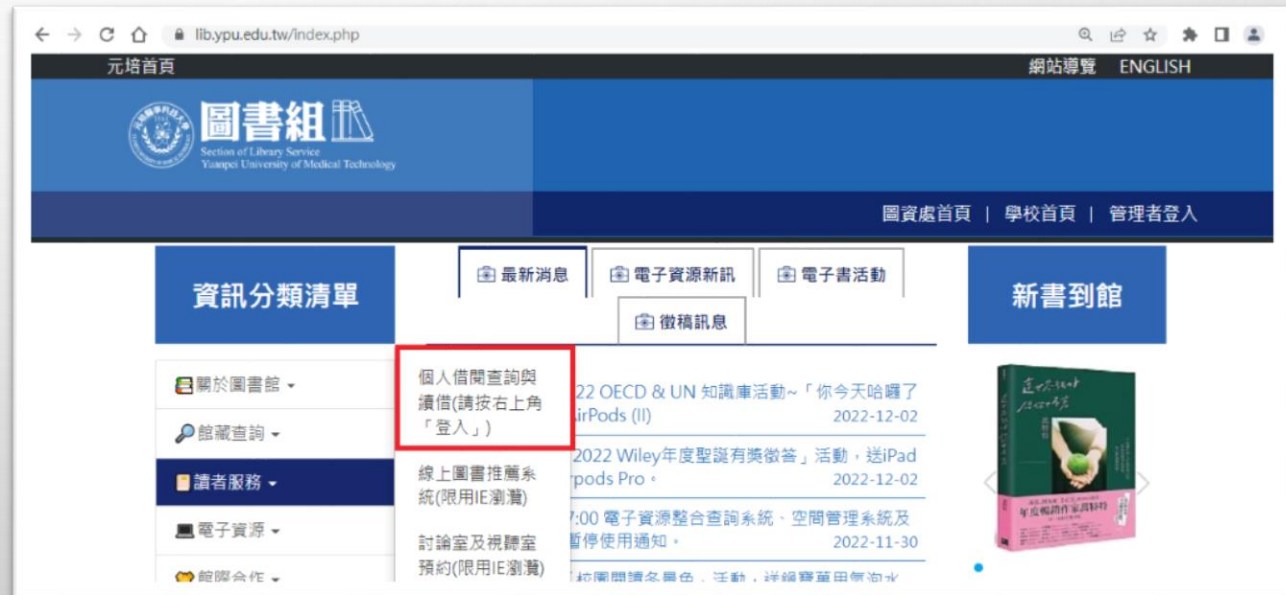 lib.ypu.edu.tw/index.php
元培首頁
網站導覽 ENGLISH
圖書組
Section of Library Service
Yuanpei University of Medical Technology
圖資處首頁 | 學校首頁 | 管理者登入
資訊分類清單
最新消息
電子資源新訊
電子書活動
徵稿訊息
新書到館
關於圖書館
館藏查詢
讀者服務
電子資源
館際合作
個人借閱查詢與
續借(請按右上角
「登入」)
線上圖書推薦系
統(限用IE瀏灠)
討論室及視聽室
預約(限用IE瀏灠)
22 OECD & UN 知識庫活動~「你今天哈囉了
irPods (II)
2022-12-02
2022 Wiley年度聖誕有獎徵答」活動，送iPad
pods Pro。
2022-12-02
7:00 電子資源整合查詢系統、空間管理系統及
暫停使用通知。
2022-11-30
年度暢銷作家萬特特